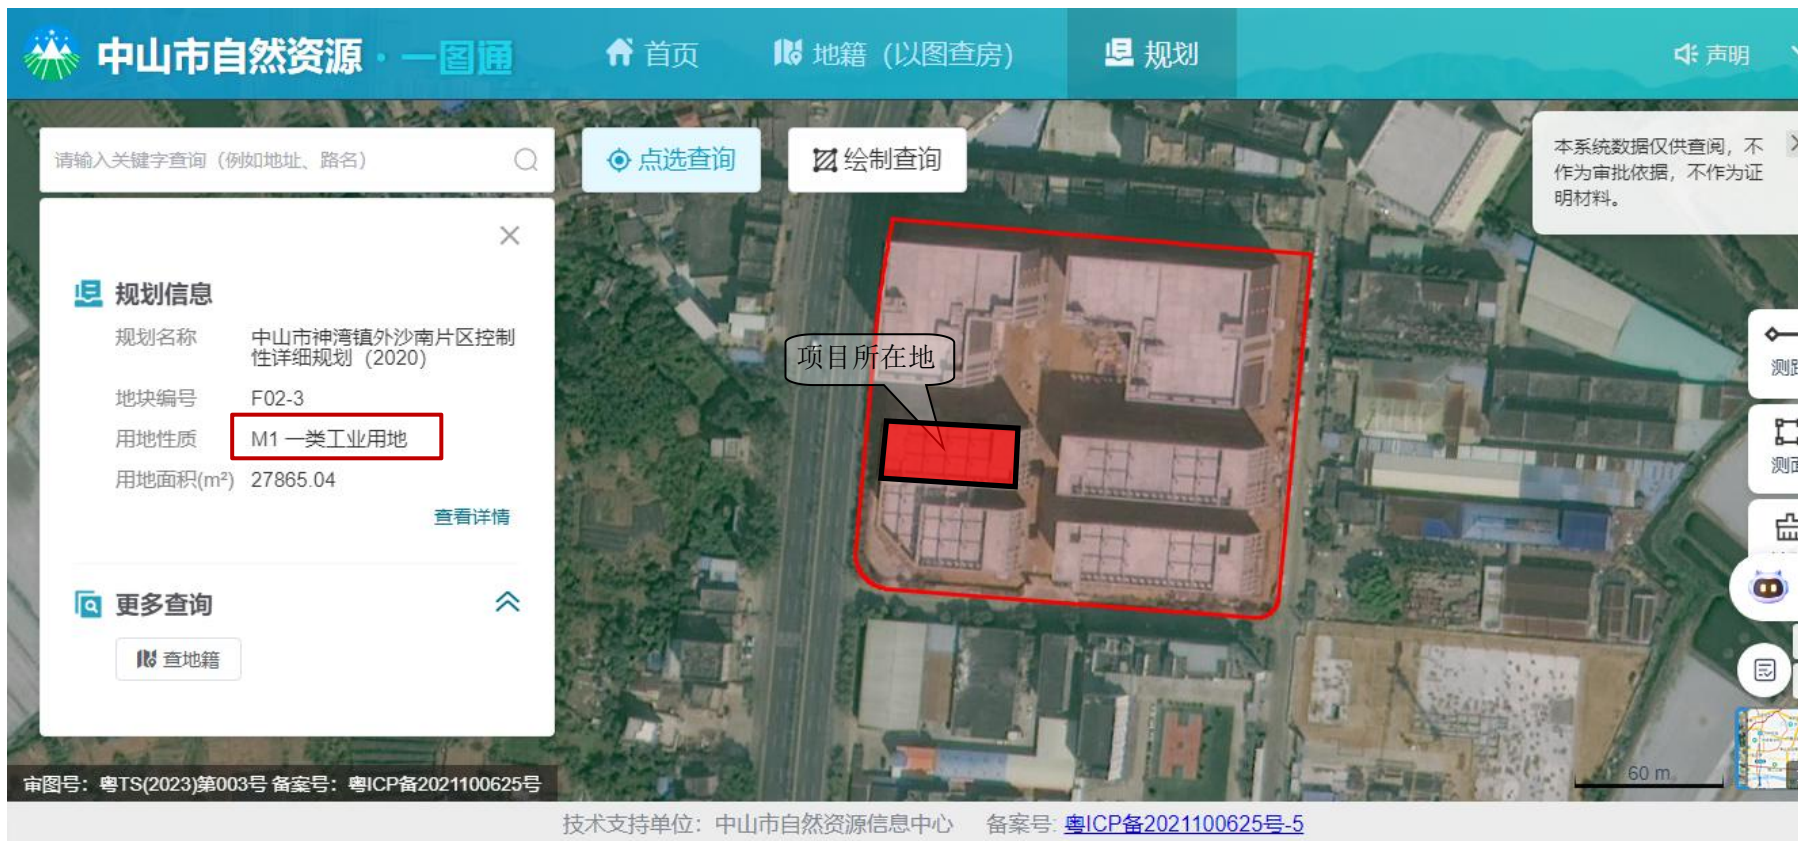 中山市自然资源·一图通
首页
地籍（以图查房）
规划
声明
请输入关键字查询（例如地址、路名）
点选查询
绘制查询
本系统数据仅供查阅，不
作为审批依据，不作为证
明材料。
规划信息
规划名称 中山市神湾镇外沙南片区控制
性详细规划（2020）
地块编号 F02-3
用地性质 M1 一类工业用地
用地面积(m²) 27865.04
查看详情
更多查询
查地籍
项目所在地
测距
测面
60 m
审图号：粤TS(2023)第003号 备案号：粤ICP备2021100625号
技术支持单位：中山市自然资源信息中心 备案号: 粤ICP备2021100625号-5